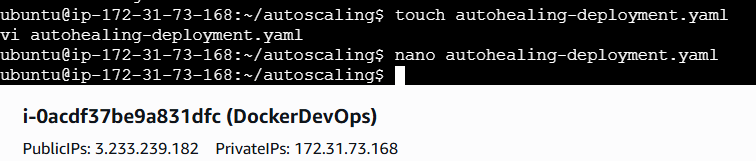 ubuntu@ip-172-31-73-168:~/autoscaling$ touch autohealing-deployment.yaml
vi autohealing-deployment.yaml
ubuntu@ip-172-31-73-168:~/autoscaling$ nano autohealing-deployment.yaml
ubuntu@ip-172-31-73-168:~/autoscaling$
i-0acdf37be9a831dfc (DockerDevOps)
PublicIPs: 3.233.239.182 PrivateIPs: 172.31.73.168